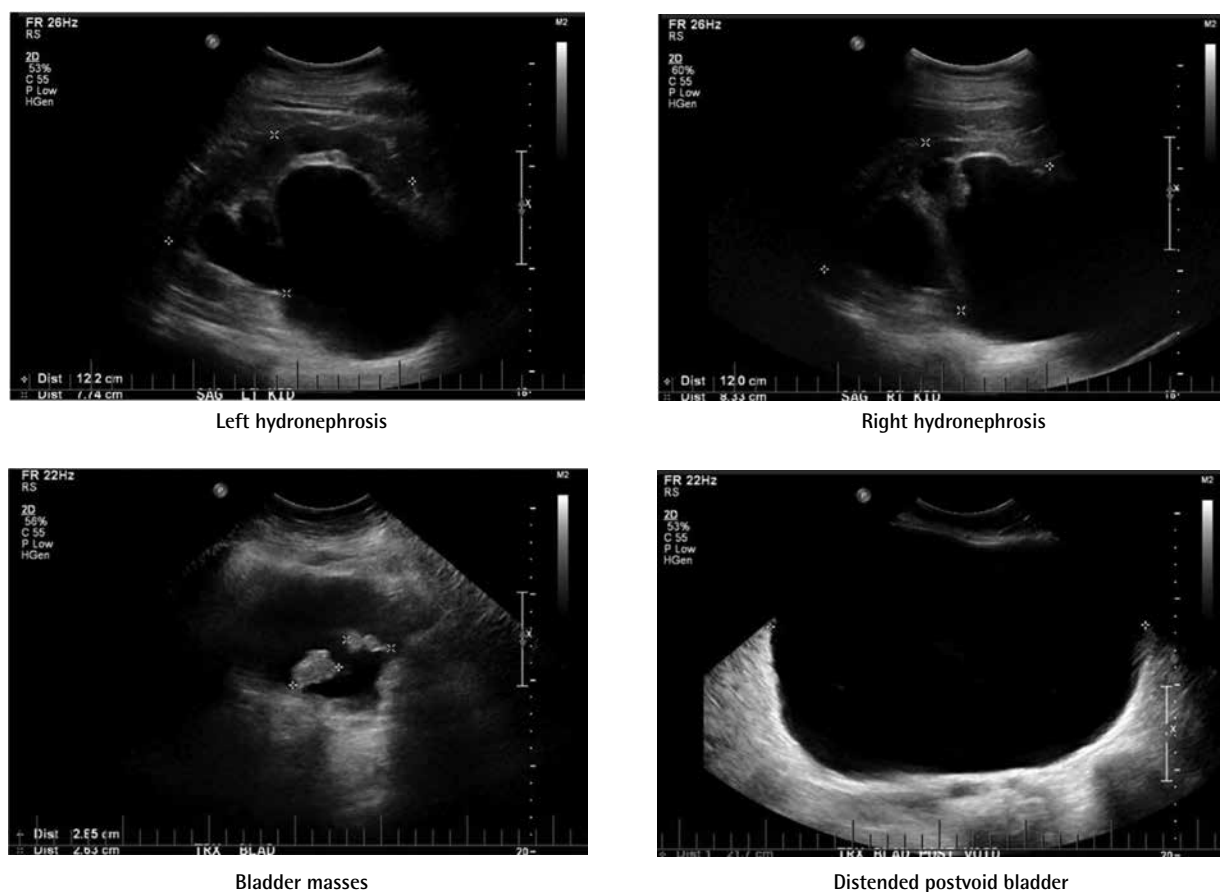 FR 26Hz
RS
2D
53%
C 55
P Low
HGen
M2
X
Dist 12.2 cm
Dist 7.74 cm
SAG LT KID
Left hydronephrosis
FR 26Hz
RS
2D
60%
C 55
P Low
HGen
M2
X
Dist 12.0 cm
Dist 8.33 cm
SAG RT KID
Right hydronephrosis
FR 22Hz
RS
2D
56%
C 55
P Low
HGen
M2
X
Dist 2.85 cm
Dist 2.63 cm
TRX BLAD
20
Bladder masses
FR 22Hz
RS
2D
53%
C 55
P Low
HGen
M2
X
Dist 21.7 cm
TRX BLAD POST VOID
20
Distended postvoid bladder